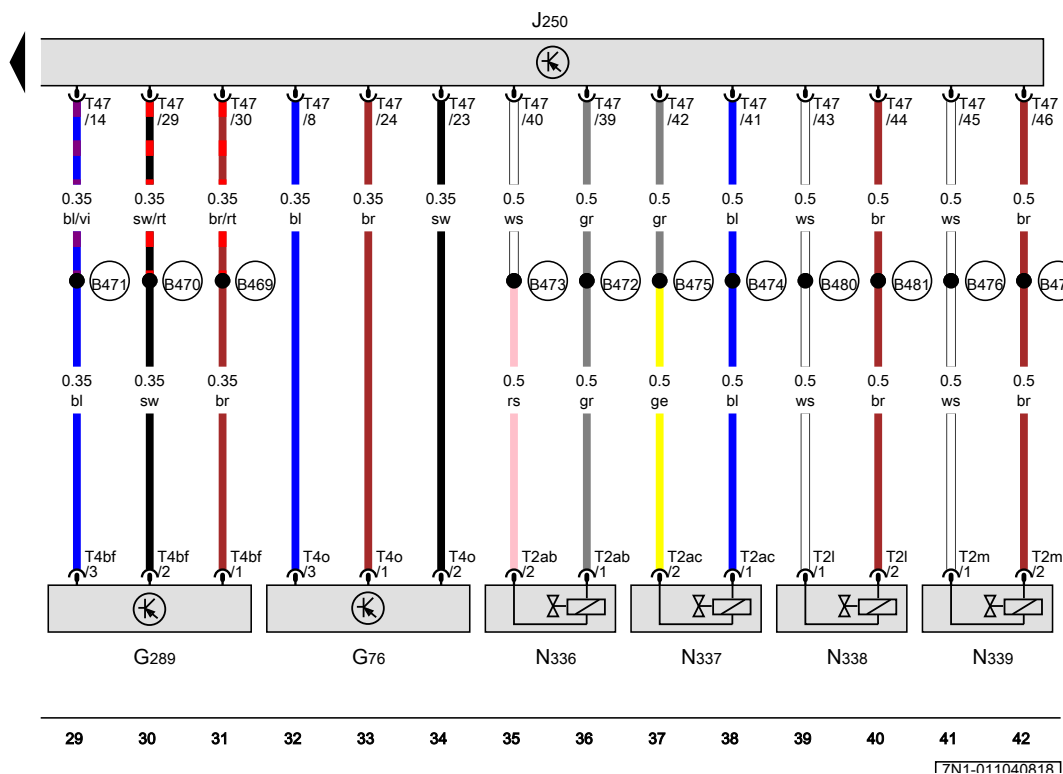 J250
T47 T47 T47 T47 T47 T47 T47 T47 T47 T47 T47 T47 T47 T47
/14 /29 /30 /8 /24 /23 /40 /39 /42 /41 /43 /44 /45 /46
0.35 0.35 0.35 0.35 0.35 0.35 0.5 0.5 0.5 0.5 0.5 0.5 0.5 0.5
bl/vi sw/rt br/rt bl br sw ws gr gr bl ws br ws br
B471 B470 B469 B473 B472 B475 B474 B480 B481 B476 B47
0.35 0.35 0.35 0.5 0.5 0.5 0.5 0.5 0.5 0.5 0.5
bl sw br rs gr ge bl ws br ws br
T4bf T4bf T4bf T4o T4o T4o T2ab T2ab T2ac T2ac T2l T2l T2m T2m
/3 /2 /1 /3 /1 /2 /2 /1 /2 /1 /1 /2 /1 /2
G289 G76 N336 N337 N338 N339
29 30 31 32 33 34 35 36 37 38 39 40 41 42
7N1-011040818